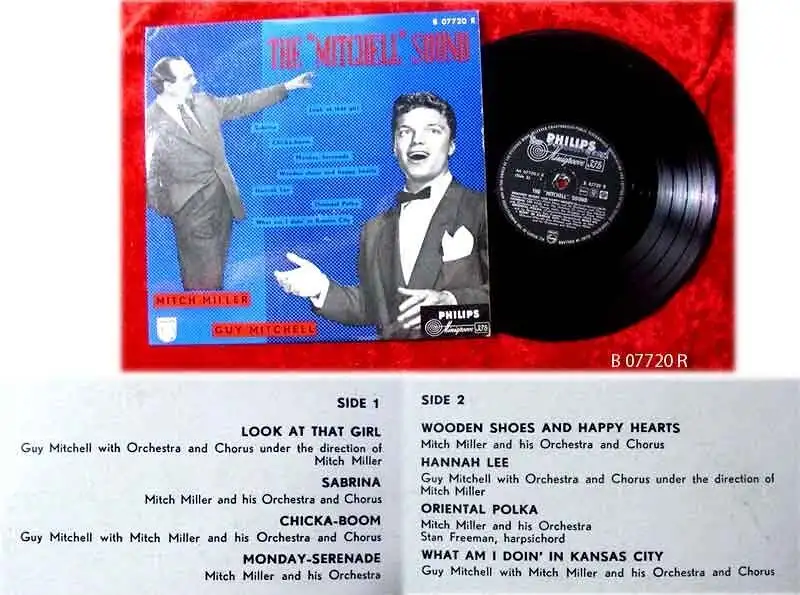 B 07720 R
THE "MITCHELL" SOUND
Look at that girl
Sabrina
Chicka-boom
Monday Serenade
Wooden shoes and happy hearts
Hannah Lee
Oriental Polka
What am I doin' in Kansas City
MITCH MILLER
GUY MITCHELL
PHILIPS
Minigroove 33⅓
PHILIPS
Minigroove 33⅓
B 07720 R
THE "MITCHELL" SOUND
B 07720 R
SIDE 1
LOOK AT THAT GIRL
Guy Mitchell with Orchestra and Chorus under the direction of
Mitch Miller
SABRINA
Mitch Miller and his Orchestra and Chorus
CHICKA-BOOM
Guy Mitchell with Mitch Miller and his Orchestra and Chorus
MONDAY-SERENADE
Mitch Miller and his Orchestra
SIDE 2
WOODEN SHOES AND HAPPY HEARTS
Mitch Miller and his Orchestra and Chorus
HANNAH LEE
Guy Mitchell with Orchestra and Chorus under the direction of
Mitch Miller
ORIENTAL POLKA
Mitch Miller and his Orchestra
Stan Freeman, harpsichord
WHAT AM I DOIN' IN KANSAS CITY
Guy Mitchell with Mitch Miller and his Orchestra and Chorus